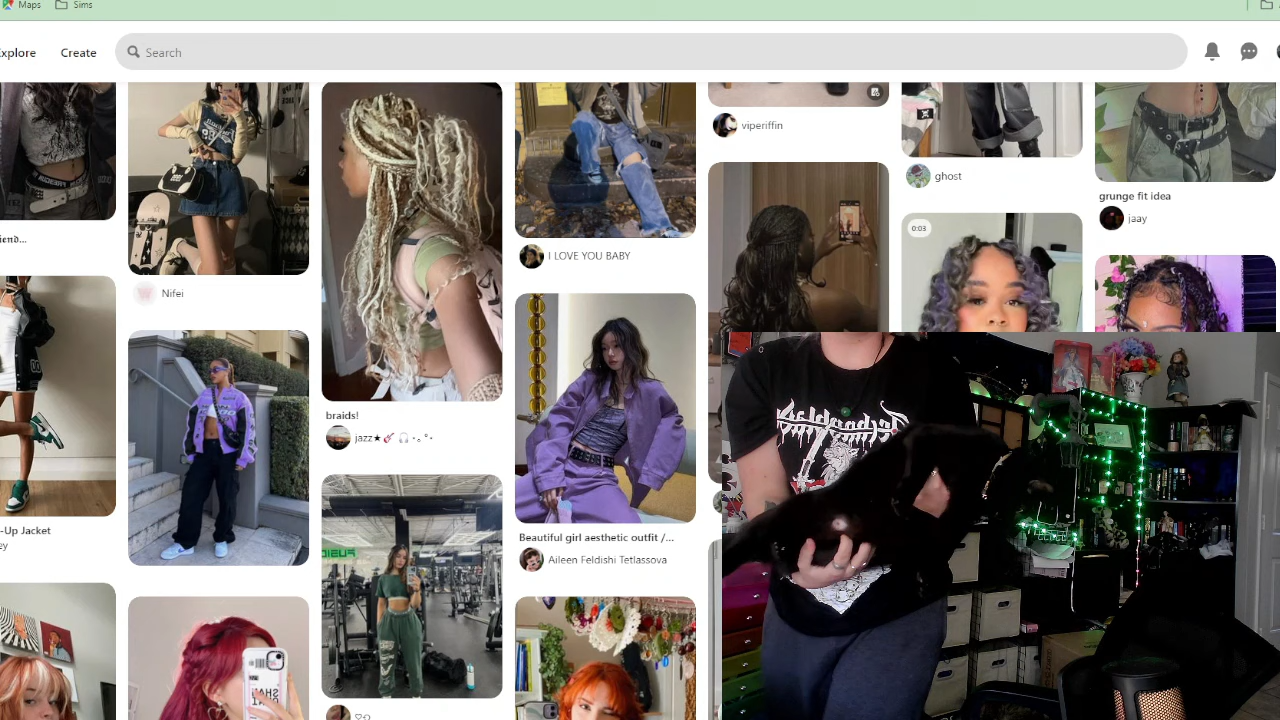 Maps
Sims
Explore
Create
Search
viperiffin
ghost
grunge fit idea
jaay
I LOVE YOU BABY
Nifei
0:03
braids!
jazz★
-Up Jacket
Beautiful girl aesthetic outfit /...
Aileen Feldishi Tetlassova